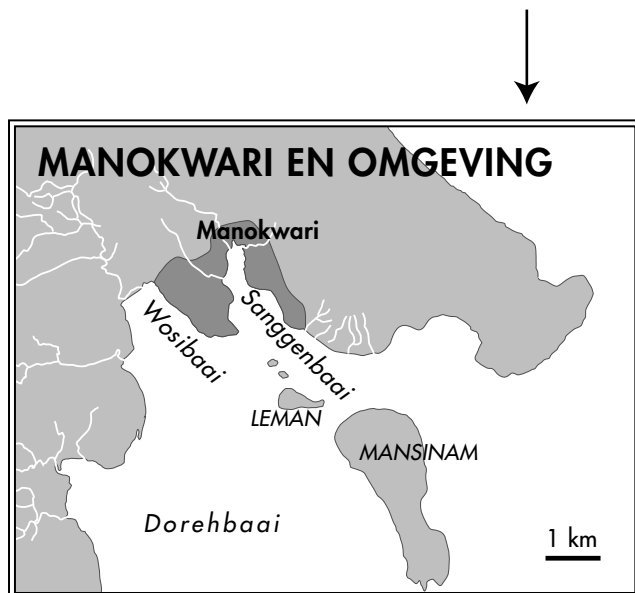 MANOKWARI EN OMGEVING
Manokwari
Wosibaai
Sanggenbaai
LEMAN
MANSINAM
Dorehbaai
1 km